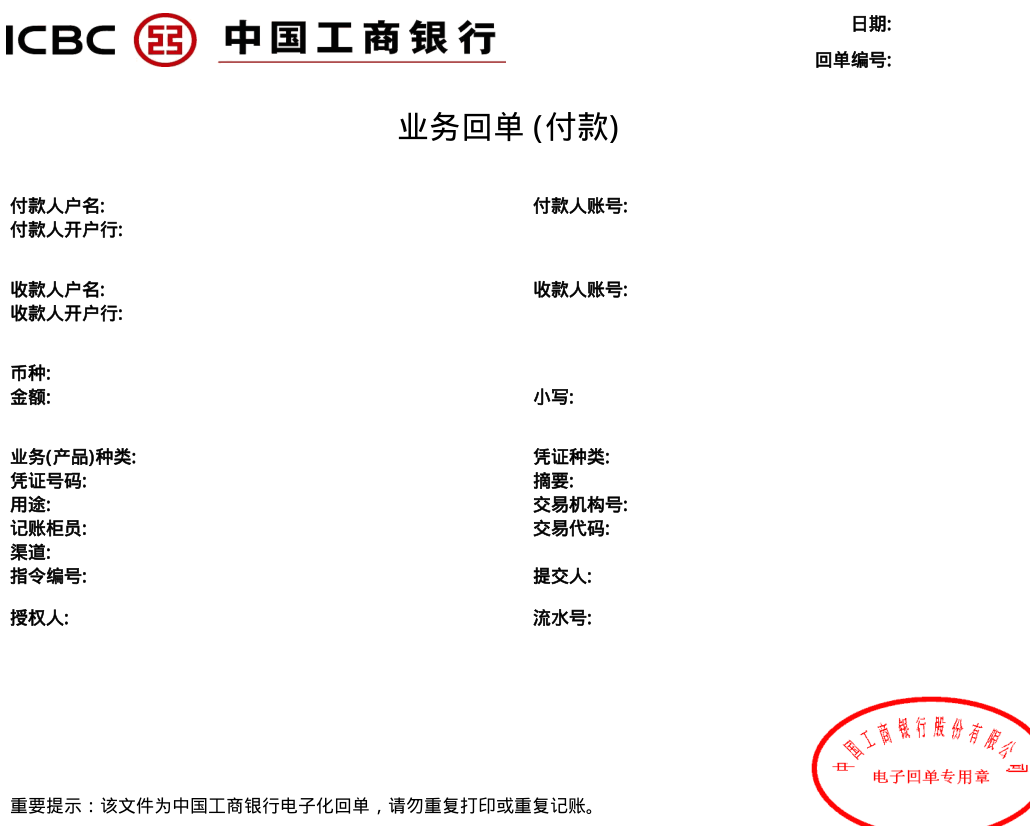 ICBC 中国工商银行
日期:
回单编号:
业务回单 (付款)
付款人户名: 付款人账号:
付款人开户行:
收款人户名: 收款人账号:
收款人开户行:
币种:
金额: 小写:
业务(产品)种类: 凭证种类:
凭证号码: 摘要:
用途: 交易机构号:
记账柜员: 交易代码:
渠道:
指令编号: 提交人:
授权人: 流水号:
中国工商银行股份有限公司
电子回单专用章
重要提示：该文件为中国工商银行电子化回单，请勿重复打印或重复记账。